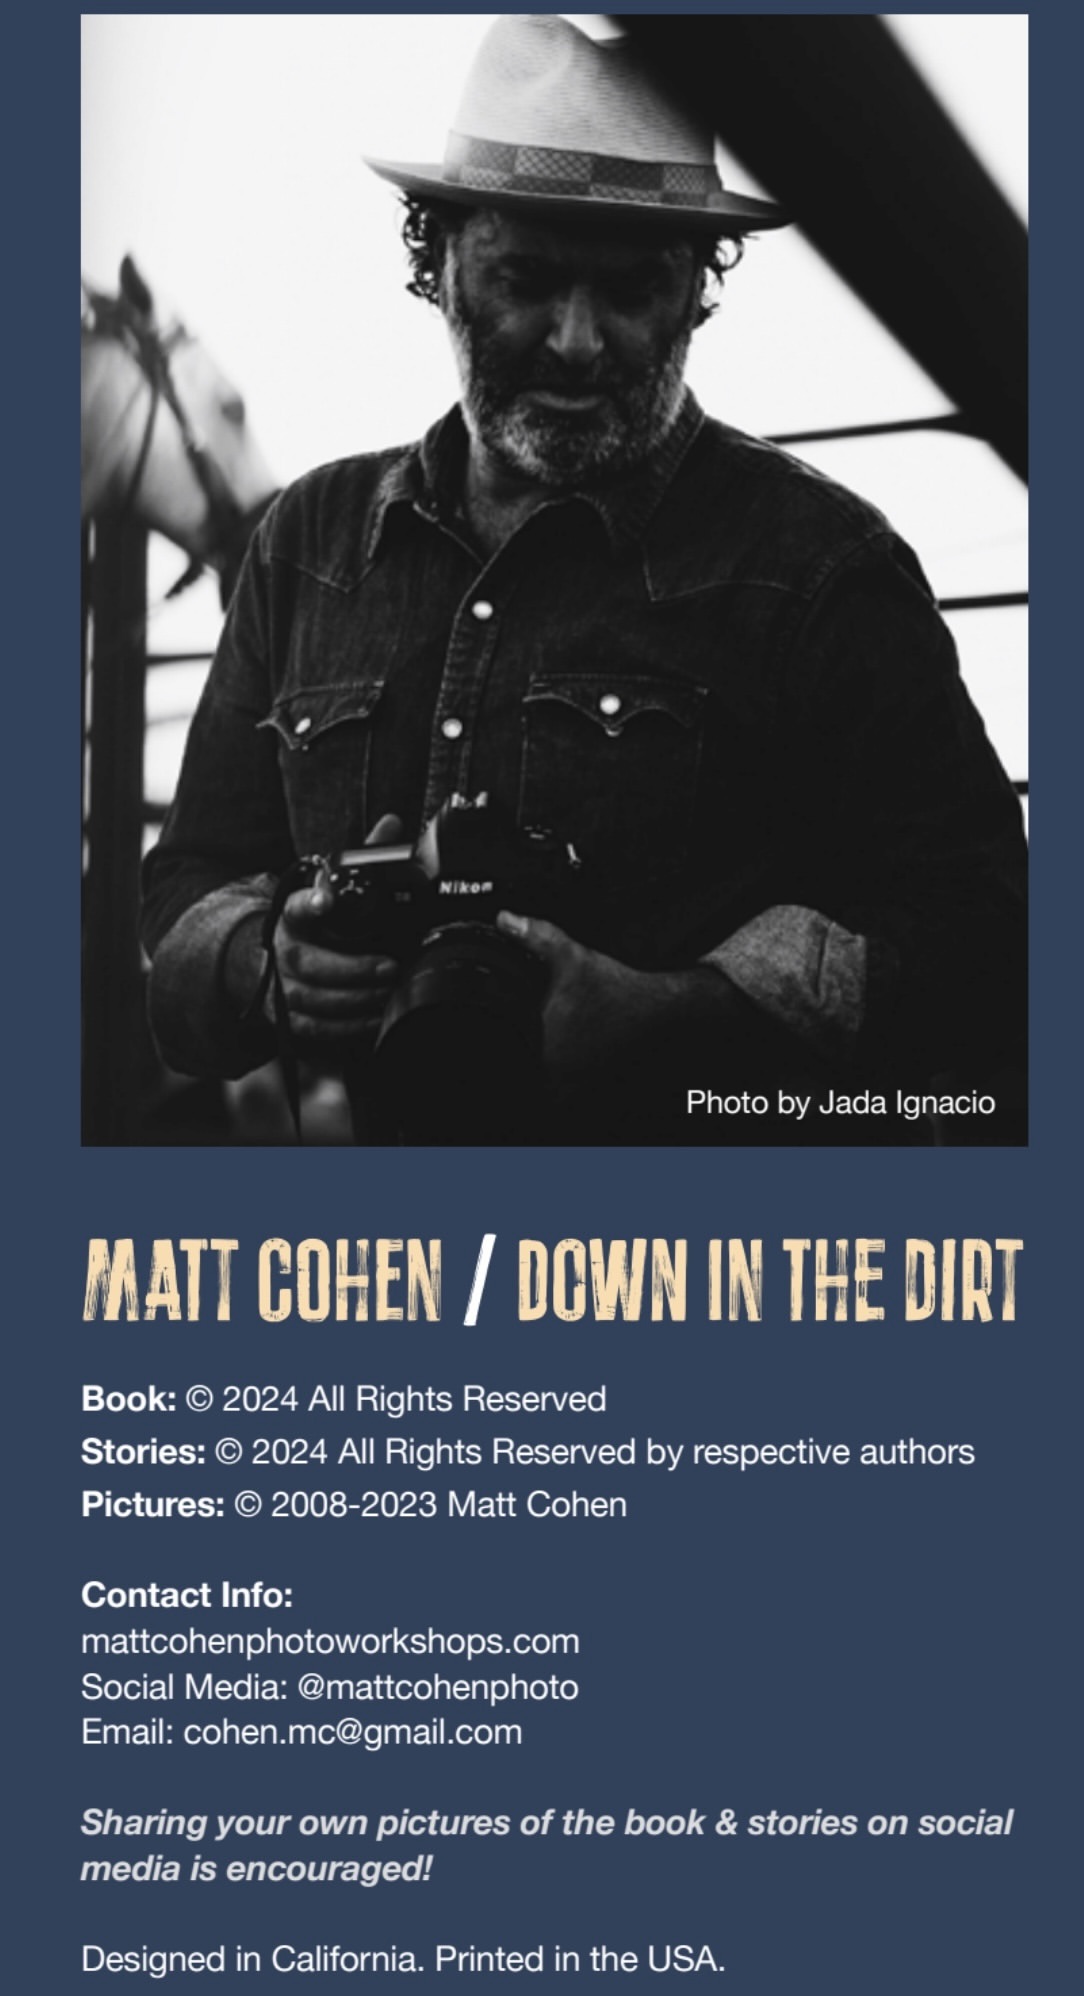 Nikon
Photo by Jada Ignacio
MATT COHEN / DOWN IN THE DIRT
Book: © 2024 All Rights Reserved
Stories: © 2024 All Rights Reserved by respective authors
Pictures: © 2008-2023 Matt Cohen
Contact Info:
mattcohenphotoworkshops.com
Social Media: @mattcohenphoto
Email: cohen.mc@gmail.com
Sharing your own pictures of the book & stories on social
media is encouraged!
Designed in California. Printed in the USA.